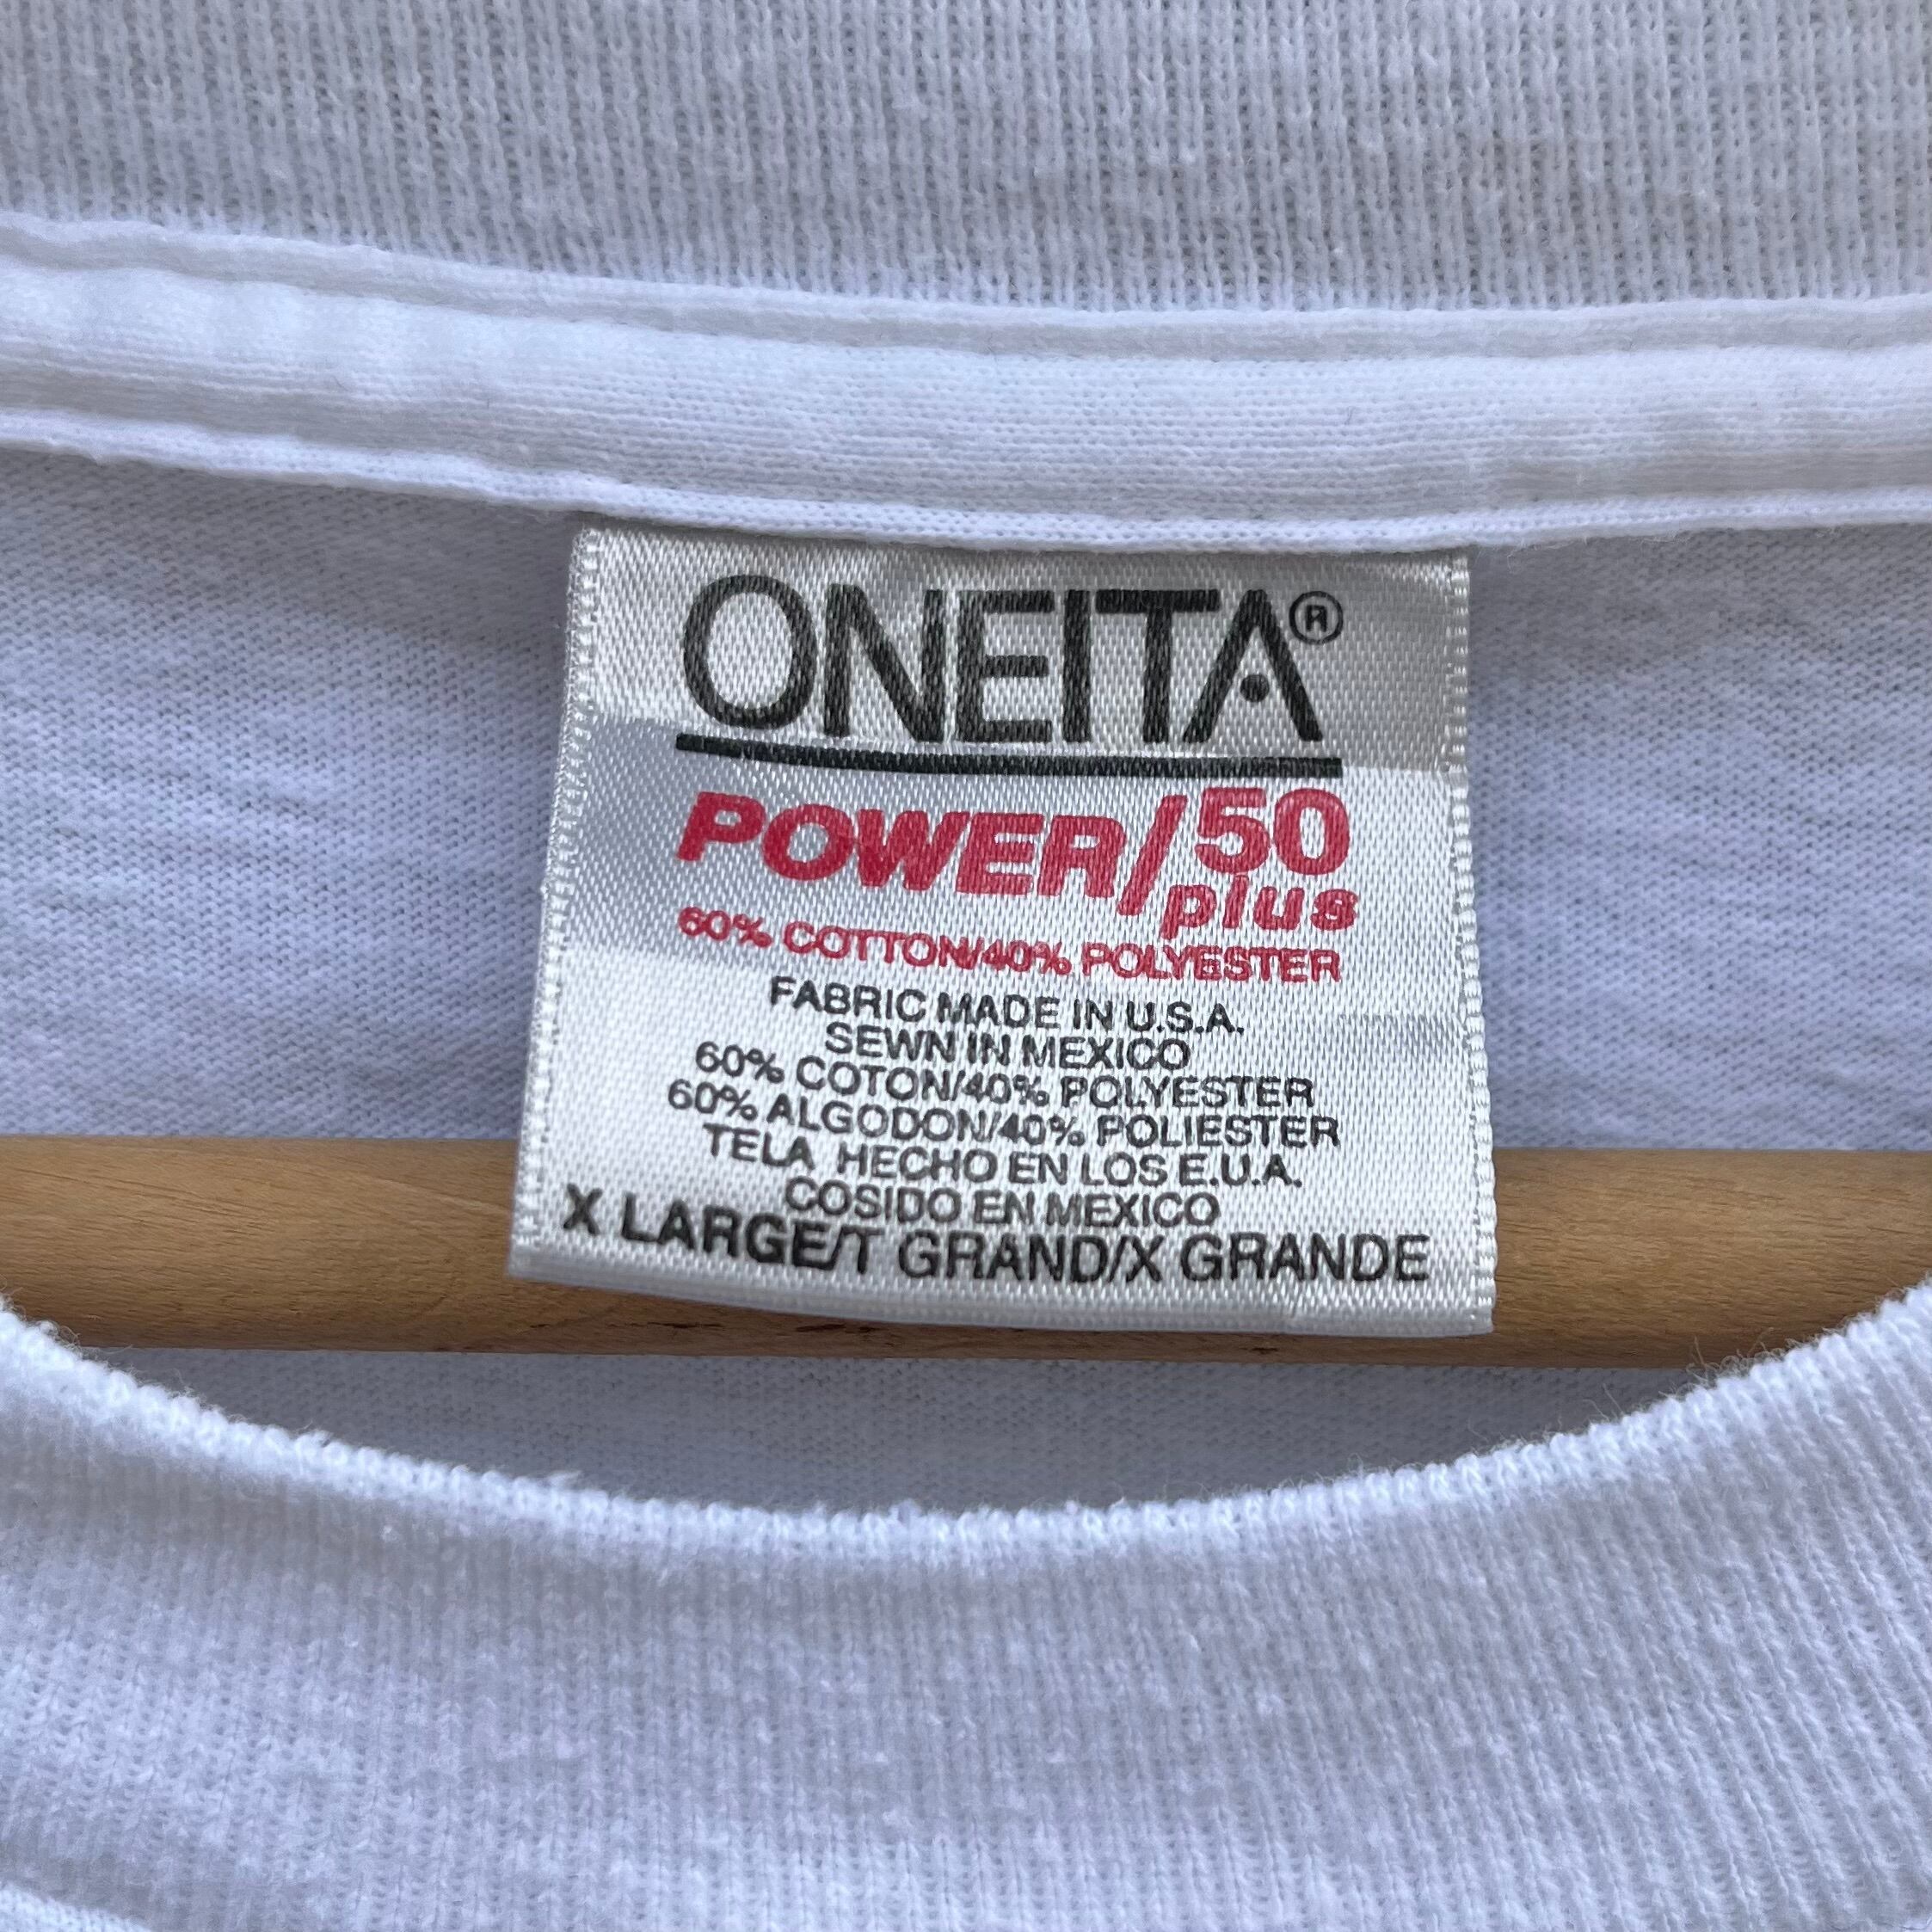 ONEITA®
POWER/50
plus
60% COTTON/40% POLYESTER
FABRIC MADE IN U.S.A.
SEWN IN MEXICO
60% COTON/40% POLYESTER
60% ALGODON/40% POLIESTER
TELA HECHO EN LOS E.U.A.
COSIDO EN MEXICO
X LARGE/T GRAND/X GRANDE